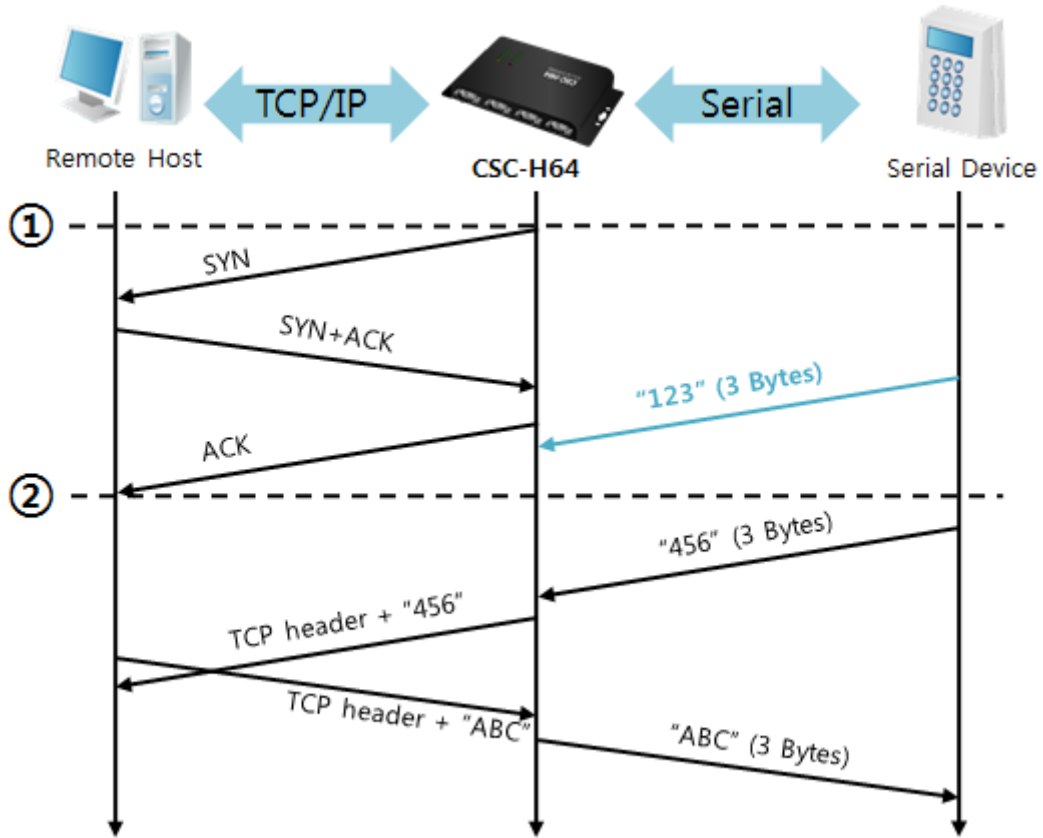 TCP/IP
Serial
Remote Host
CSC-H64
Serial Device
①
SYN
SYN+ACK
"123" (3 Bytes)
ACK
②
"456" (3 Bytes)
TCP header + "456"
TCP header + "ABC"
"ABC" (3 Bytes)